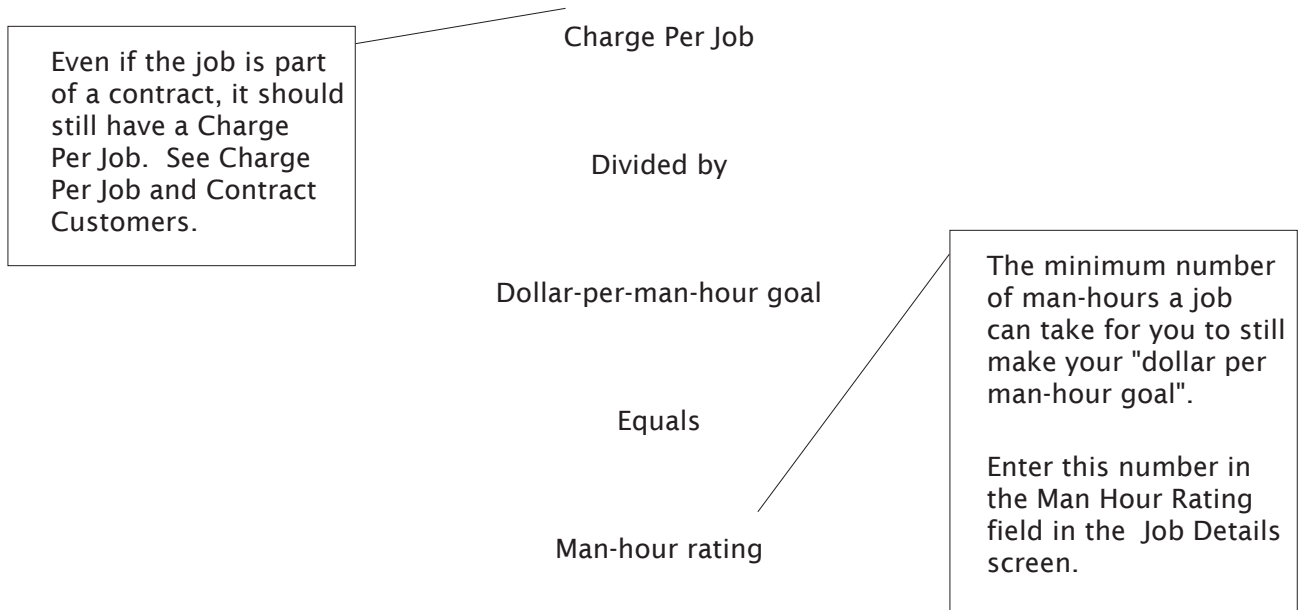 Charge Per Job
Even if the job is part
of a contract, it should
still have a Charge
Per Job.  See Charge
Per Job and Contract
Customers.
Divided by
Dollar-per-man-hour goal
The minimum number
of man-hours a job
can take for you to still
make your "dollar per
man-hour goal".
Enter this number in
the Man Hour Rating
field in the  Job Details
screen.
Equals
Man-hour rating